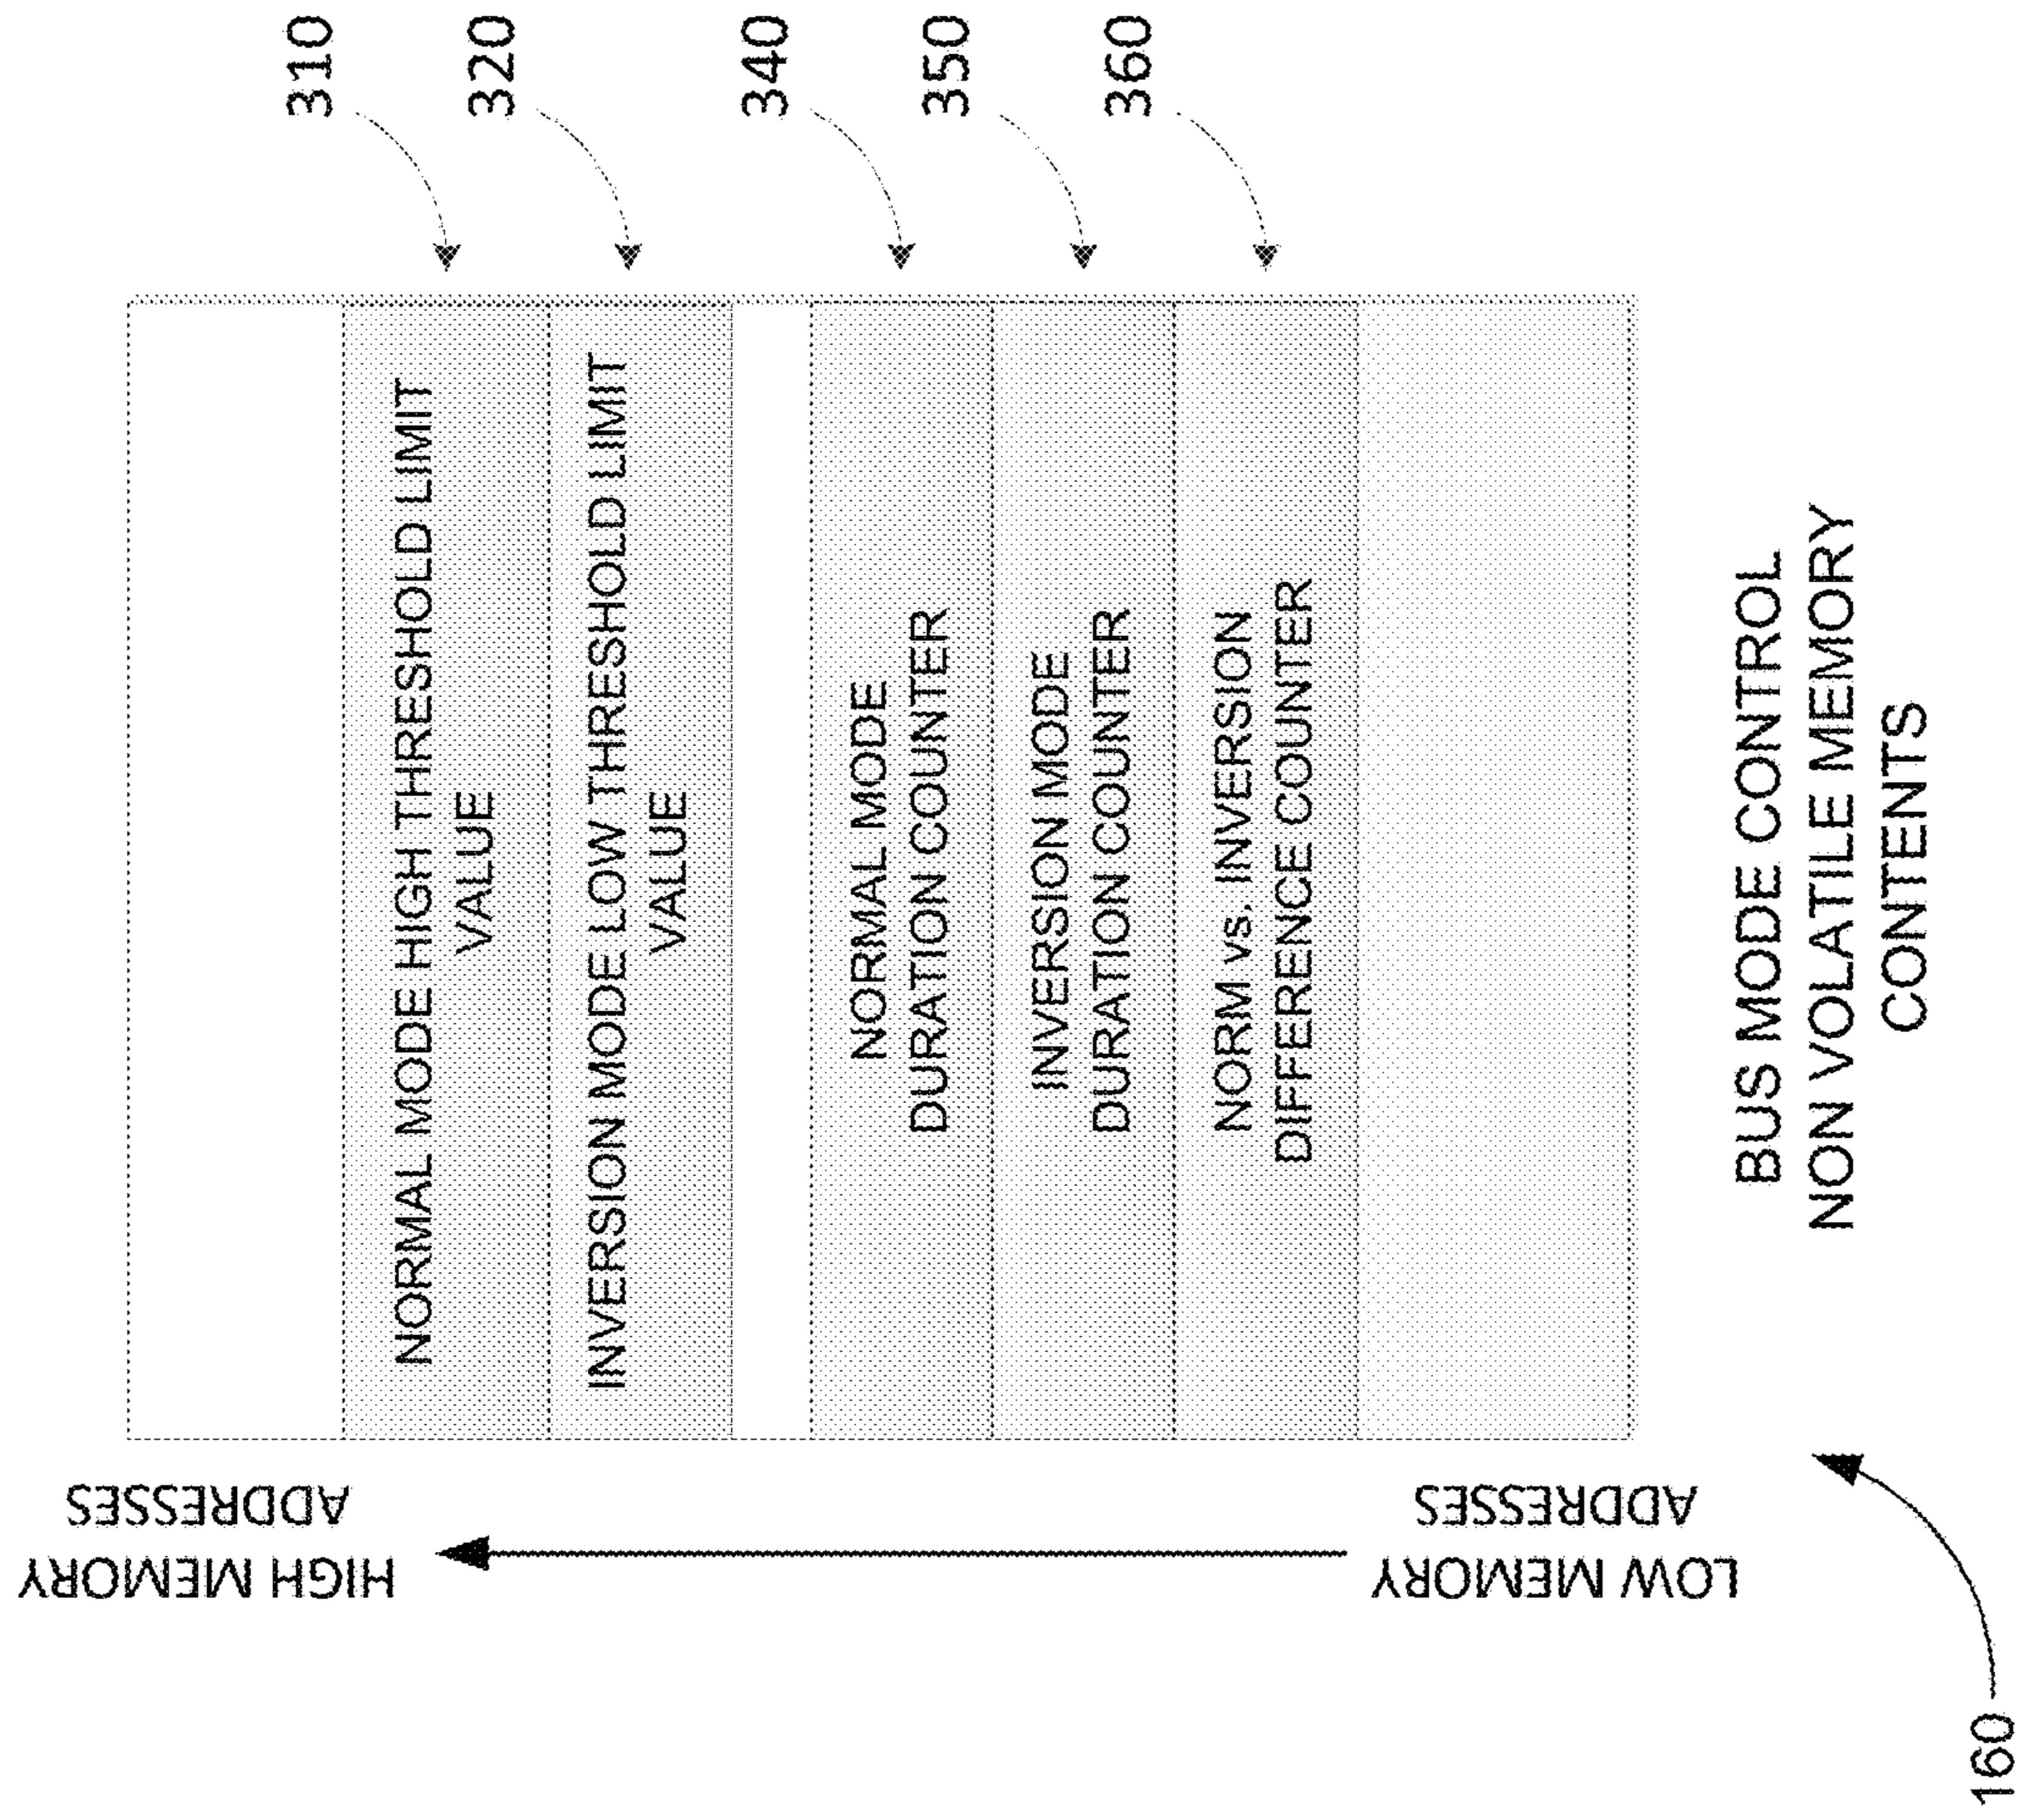 HIGH MEMORY
ADDRESSES
LOW MEMORY
ADDRESSES
NORMAL MODE HIGH THRESHOLD LIMIT
VALUE
310
INVERSION MODE LOW THRESHOLD LIMIT
VALUE
320
NORMAL MODE
DURATION COUNTER
340
INVERSION MODE
DURATION COUNTER
350
NORM vs. INVERSION
DIFFERENCE COUNTER
360
BUS MODE CONTROL
NON VOLATILE MEMORY
CONTENTS
160